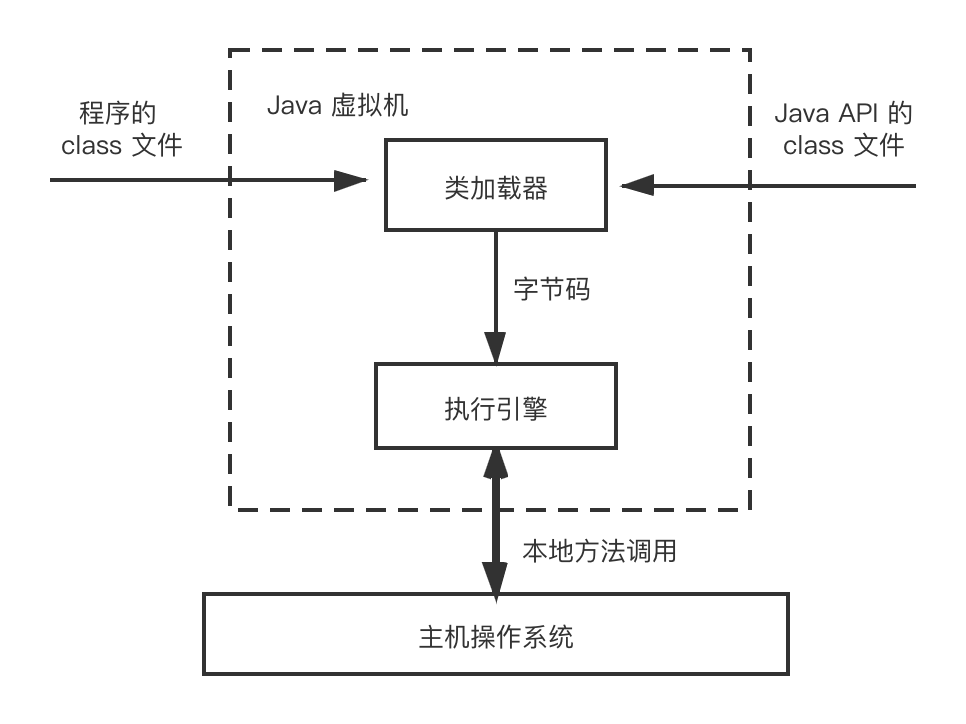 Java 虚拟机
程序的
class 文件
Java API 的
class 文件
类加载器
字节码
执行引擎
本地方法调用
主机操作系统